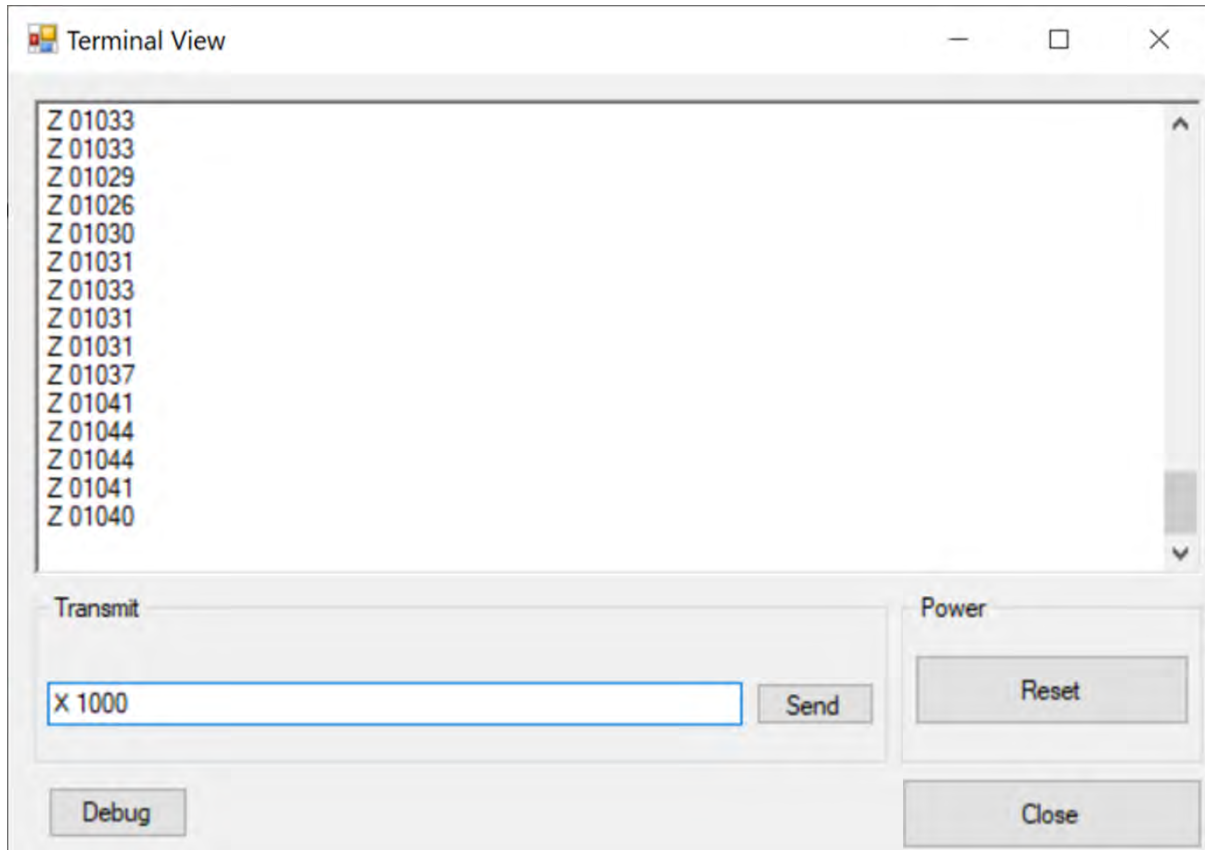 Terminal View
Z 01033
Z 01033
Z 01029
Z 01026
Z 01030
Z 01031
Z 01033
Z 01031
Z 01031
Z 01037
Z 01041
Z 01044
Z 01044
Z 01041
Z 01040
Transmit
Power
X 1000
Send
Reset
Debug
Close